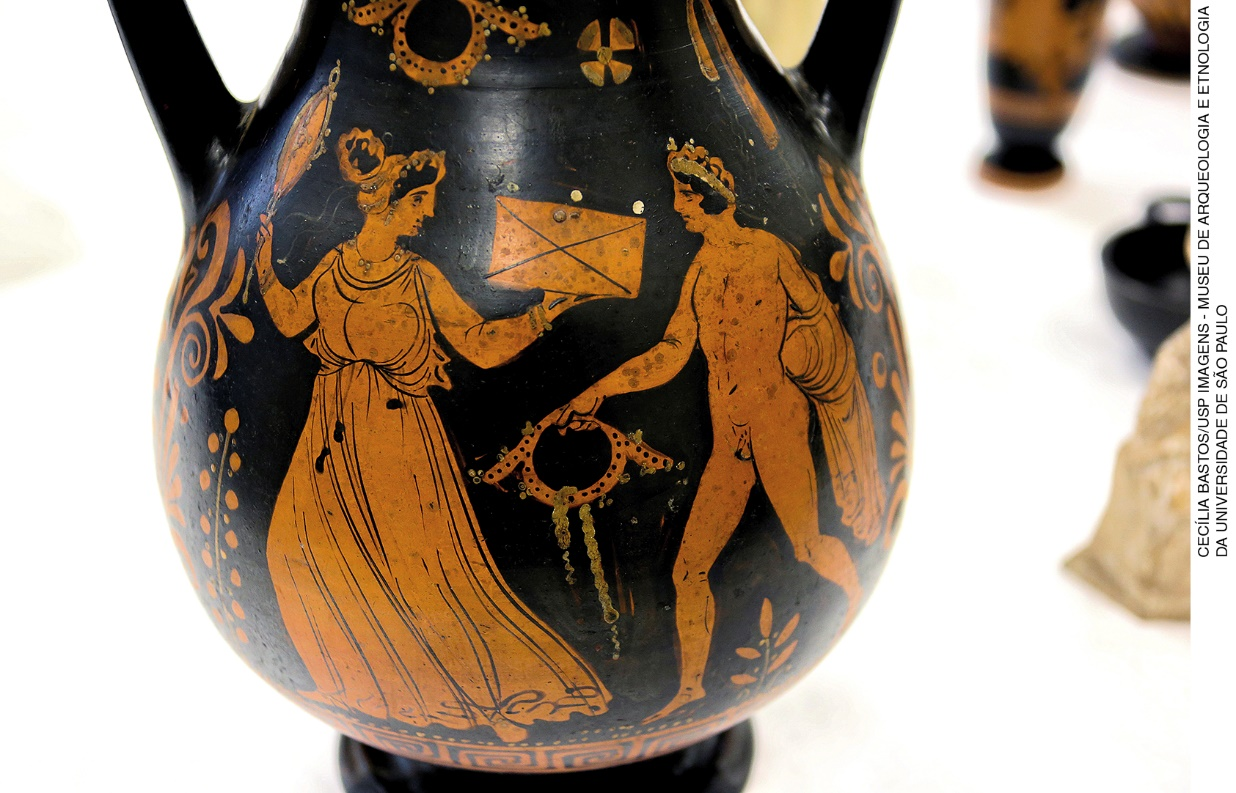 CECÍLIA BASTOS/USP IMAGENS - MUSEU DE ARQUEOLOGIA E ETNOLOGIA
DA UNIVERSIDADE DE SÃO PAULO